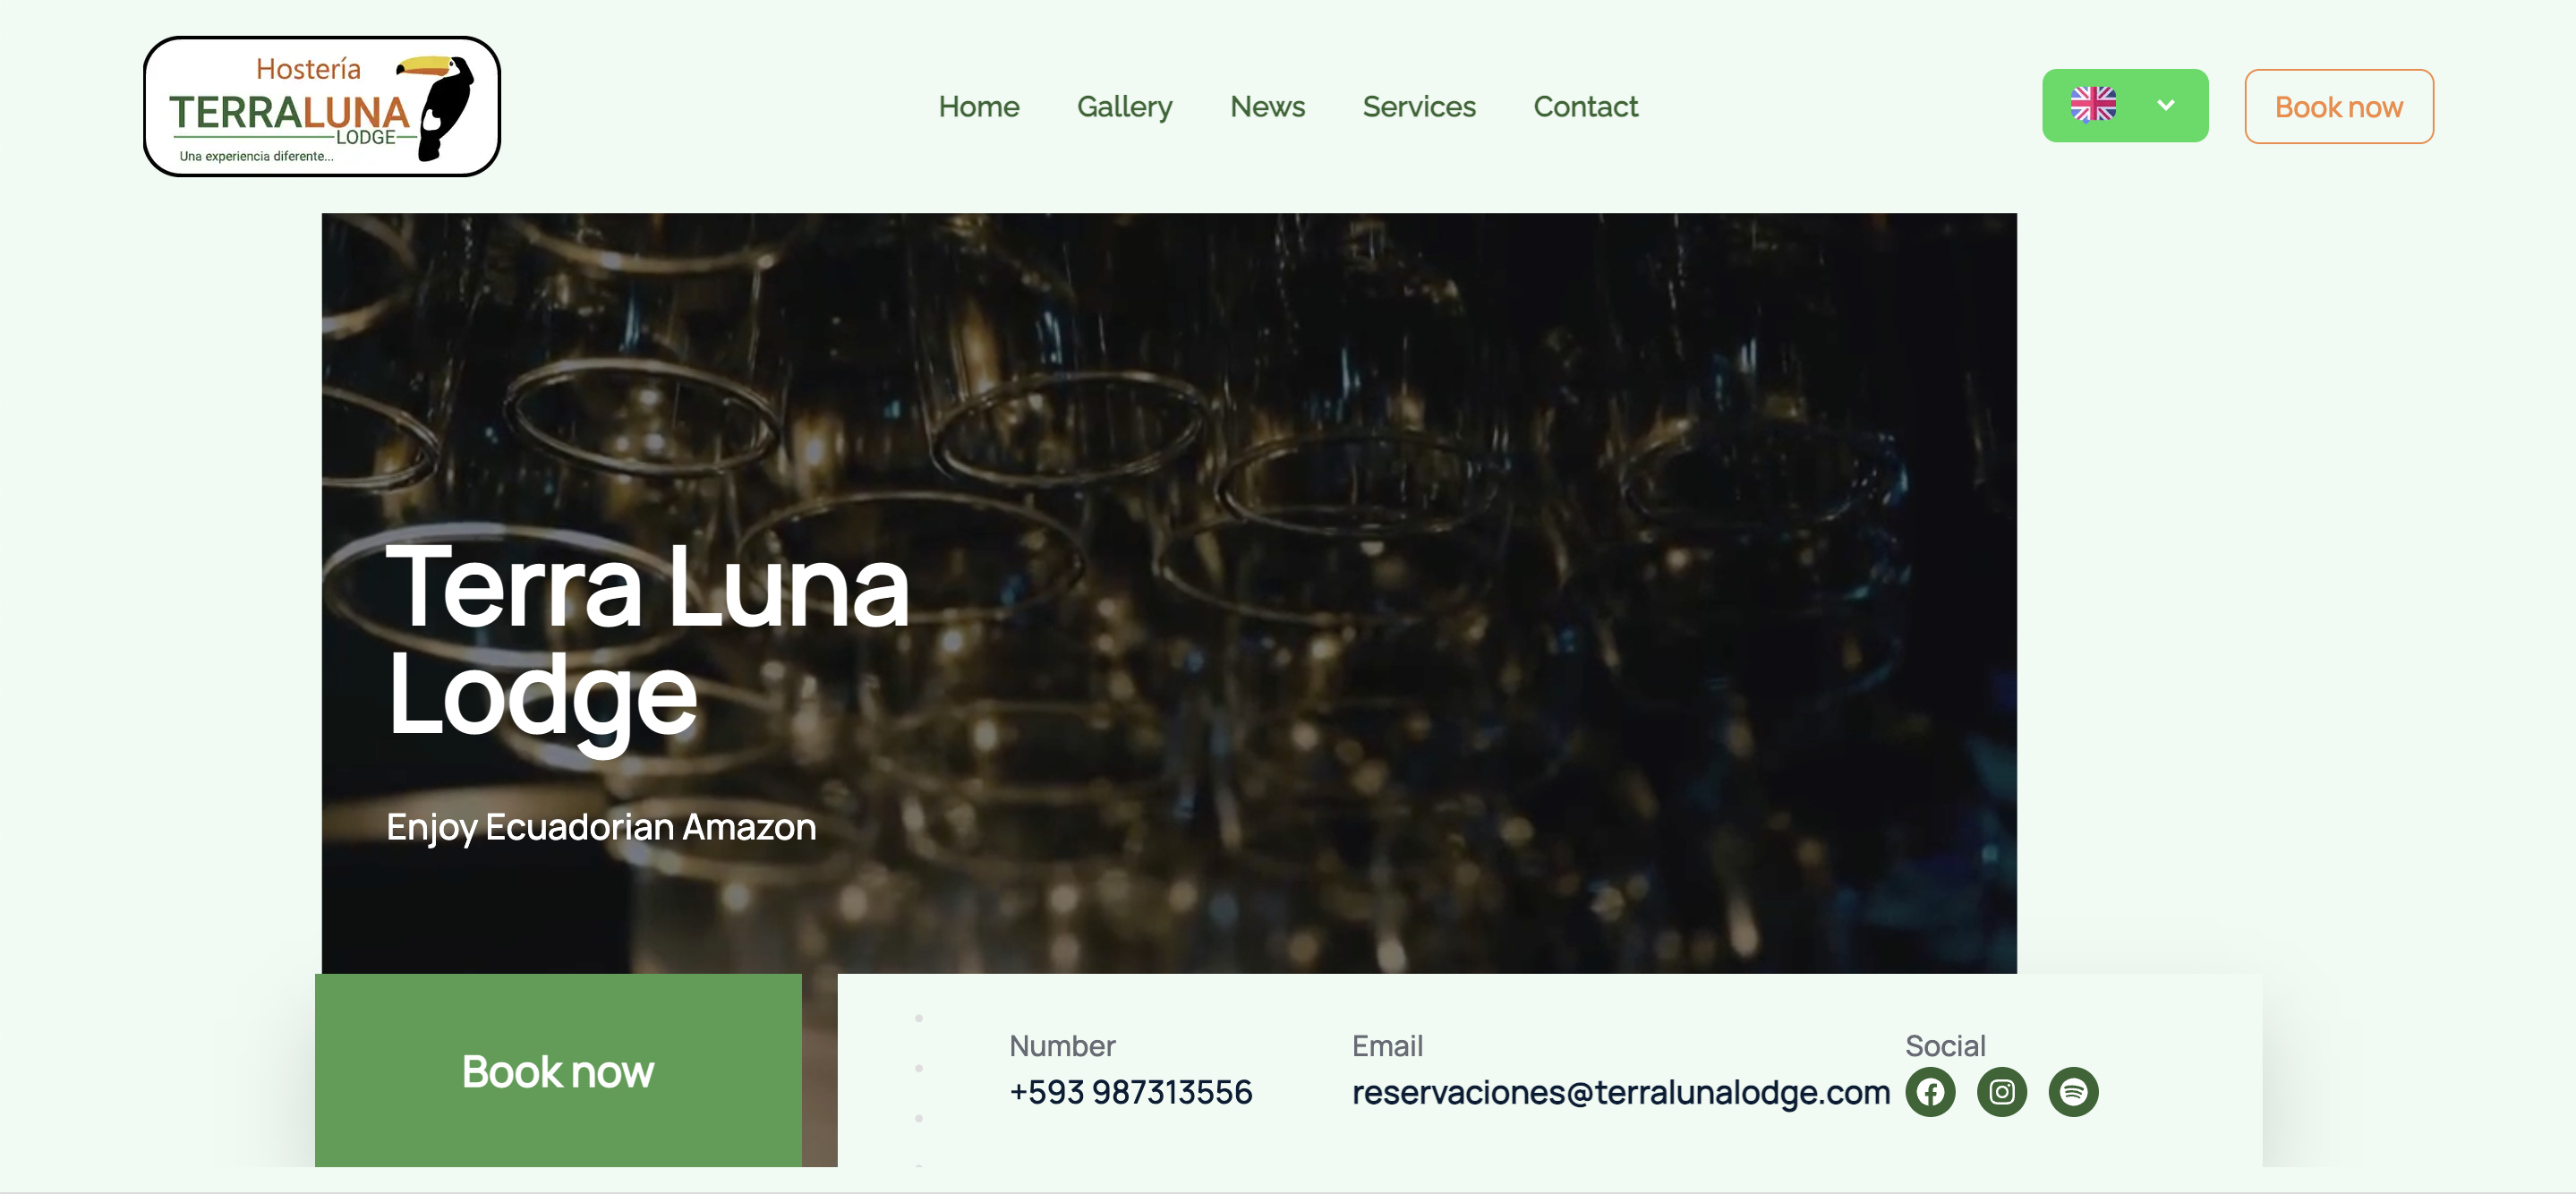 Hostería
TERRALUNA
LODGE
Una experiencia diferente...
Home Gallery News Services Contact
Book now
Terra Luna
Lodge
Enjoy Ecuadorian Amazon
Book now
Number
+593 987313556
Email
reservaciones@terralunalodge.com
Social